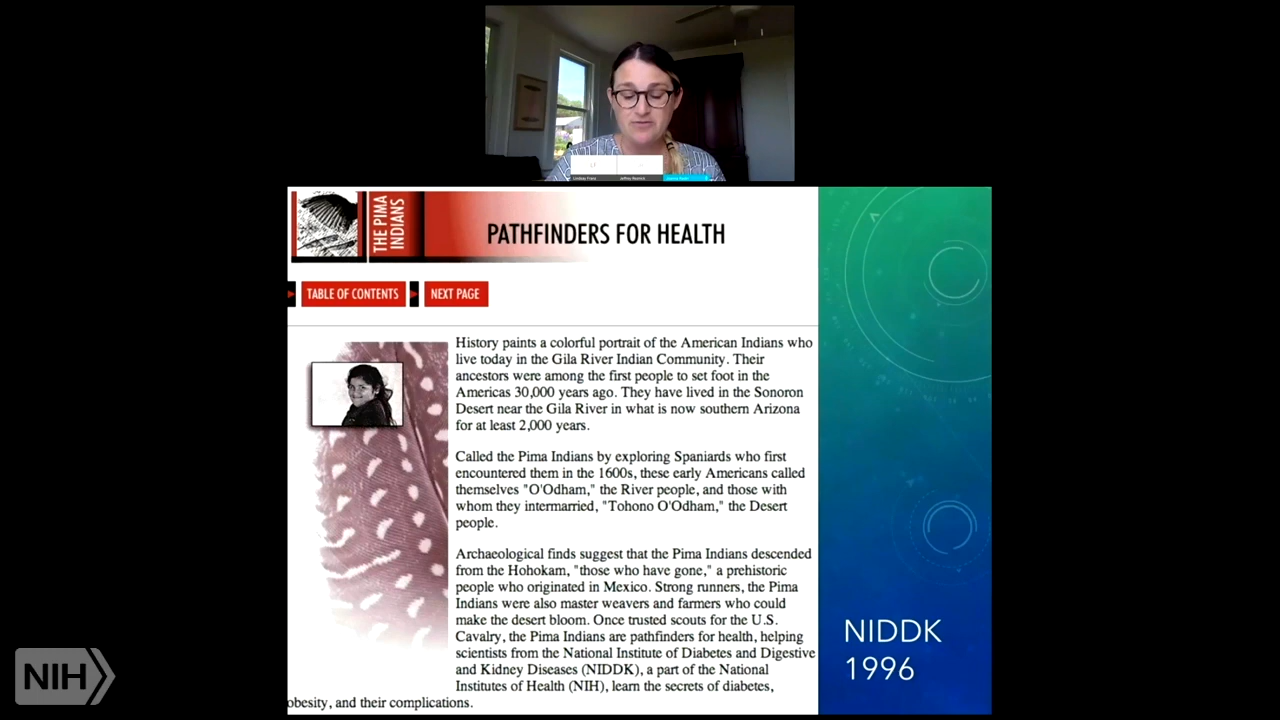 THE PIMA
INDIANS
PATHFINDERS FOR HEALTH
TABLE OF CONTENTS
NEXT PAGE
History paints a colorful portrait of the American Indians who
live today in the Gila River Indian Community. Their
ancestors were among the first people to set foot in the
Americas 30,000 years ago. They have lived in the Sonoron
Desert near the Gila River in what is now southern Arizona
for at least 2,000 years.
Called the Pima Indians by exploring Spaniards who first
encountered them in the 1600s, these early Americans called
themselves "O'Odham," the River people, and those with
whom they intermarried, "Tohono O'Odham," the Desert
people.
Archaeological finds suggest that the Pima Indians descended
from the Hohokam, "those who have gone," a prehistoric
people who originated in Mexico. Strong runners, the Pima
Indians were also master weavers and farmers who could
make the desert bloom. Once trusted scouts for the U.S.
Cavalry, the Pima Indians are pathfinders for health, helping
scientists from the National Institute of Diabetes and Digestive
and Kidney Diseases (NIDDK), a part of the National
Institutes of Health (NIH), learn the secrets of diabetes,
obesity, and their complications.
NIDDK
1996
NIH